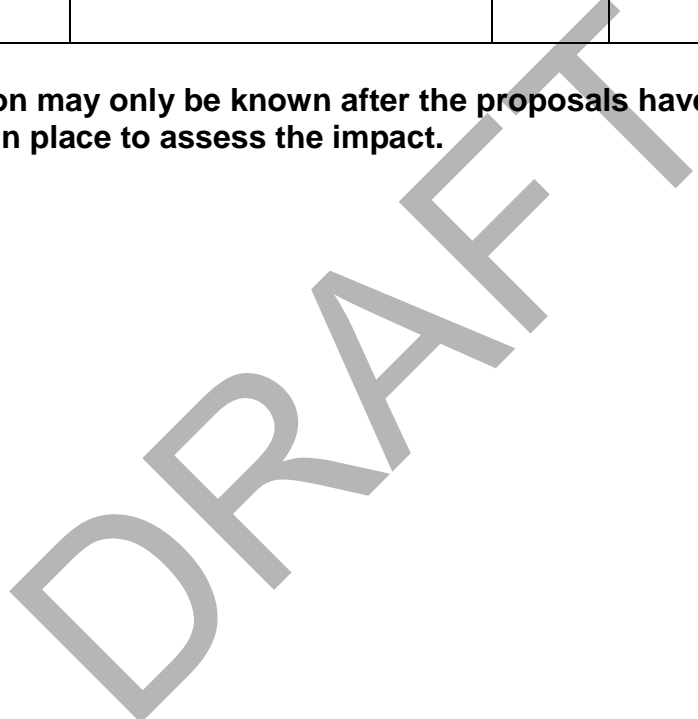 on may only be known after the proposals have
n place to assess the impact.
DRAFT